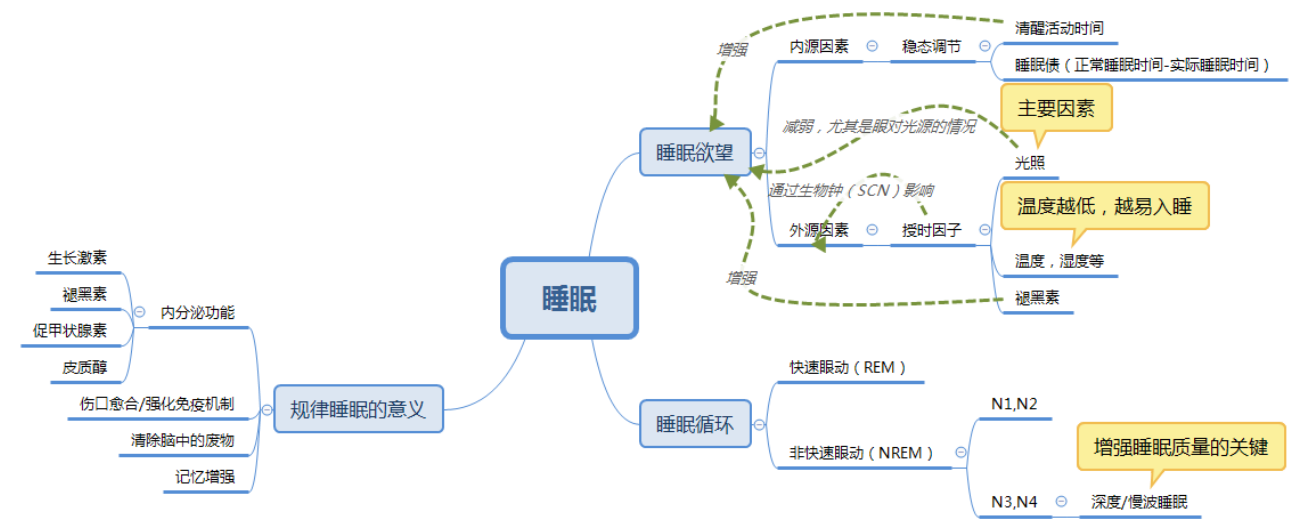 睡眠
睡眠欲望
内源因素
稳态调节
清醒活动时间
睡眠债（正常睡眠时间-实际睡眠时间）
增强
主要因素
减弱，尤其是眼对光源的情况
光照
通过生物钟（SCN）影响
温度越低，越易入睡
外源因素
授时因子
温度，湿度等
增强
褪黑素
睡眠循环
快速眼动（REM）
非快速眼动（NREM）
N1,N2
增强睡眠质量的关键
N3,N4
深度/慢波睡眠
规律睡眠的意义
内分泌功能
生长激素
褪黑素
促甲状腺素
皮质醇
伤口愈合/强化免疫机制
清除脑中的废物
记忆增强